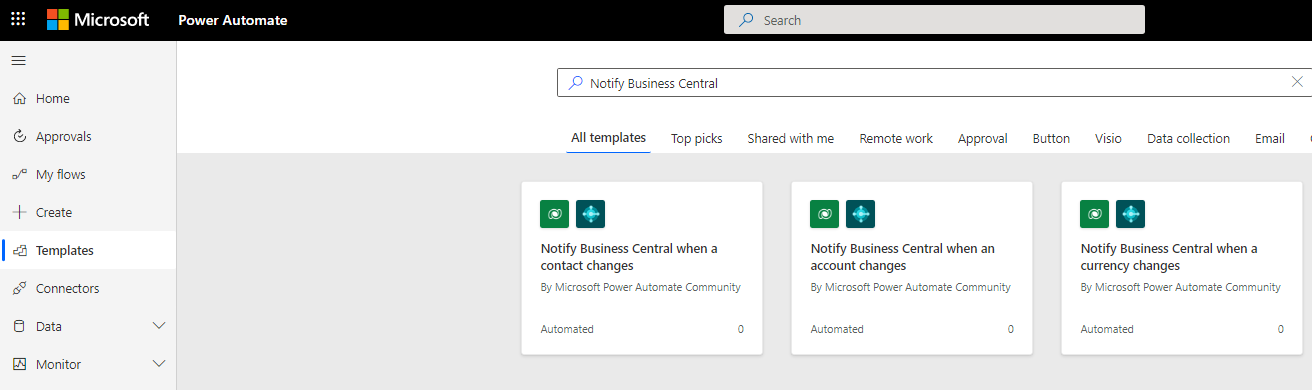 Microsoft Power Automate Search
Home
Approvals
My flows
Create
Templates
Connectors
Data
Monitor
Notify Business Central
All templates Top picks Shared with me Remote work Approval Button Visio Data collection Email
Notify Business Central when a
contact changes
By Microsoft Power Automate Community
Automated 0
Notify Business Central when an
account changes
By Microsoft Power Automate Community
Automated 0
Notify Business Central when a
currency changes
By Microsoft Power Automate Community
Automated 0